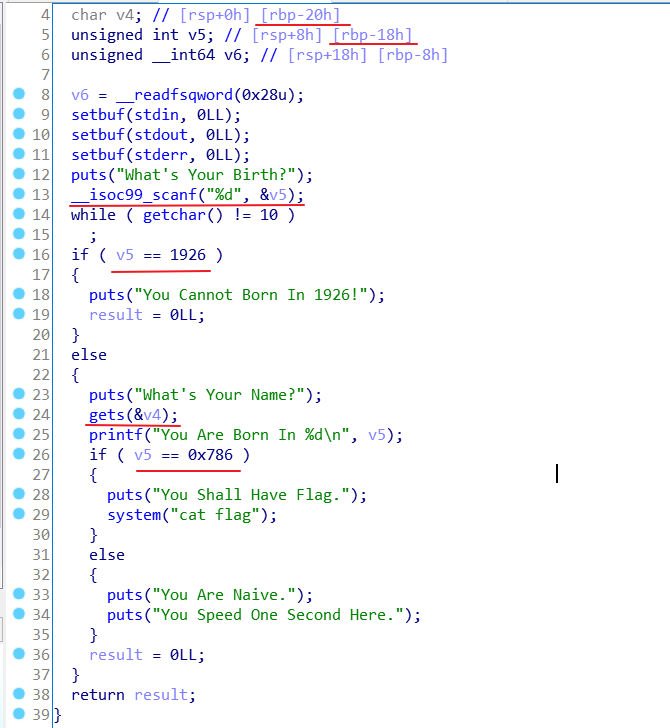 4 char v4; // [rsp+0h] [rbp-20h]
5 unsigned int v5; // [rsp+8h] [rbp-18h]
6 unsigned __int64 v6; // [rsp+18h] [rbp-8h]
7
8 v6 = __readfsqword(0x28u);
9 setbuf(stdin, 0LL);
10 setbuf(stdout, 0LL);
11 setbuf(stderr, 0LL);
12 puts("What's Your Birth?");
13 __isoc99_scanf("%d", &v5);
14 while ( getchar() != 10 )
15 ;
16 if ( v5 == 1926 )
17 {
18 puts("You Cannot Born In 1926!");
19 result = 0LL;
20 }
21 else
22 {
23 puts("What's Your Name?");
24 gets(&v4);
25 printf("You Are Born In %d\n", v5);
26 if ( v5 == 0x786 )
27 {
28 puts("You Shall Have Flag.");
29 system("cat flag");
30 }
31 else
32 {
33 puts("You Are Naive.");
34 puts("You Speed One Second Here.");
35 }
36 result = 0LL;
37 }
38 return result;
39 }